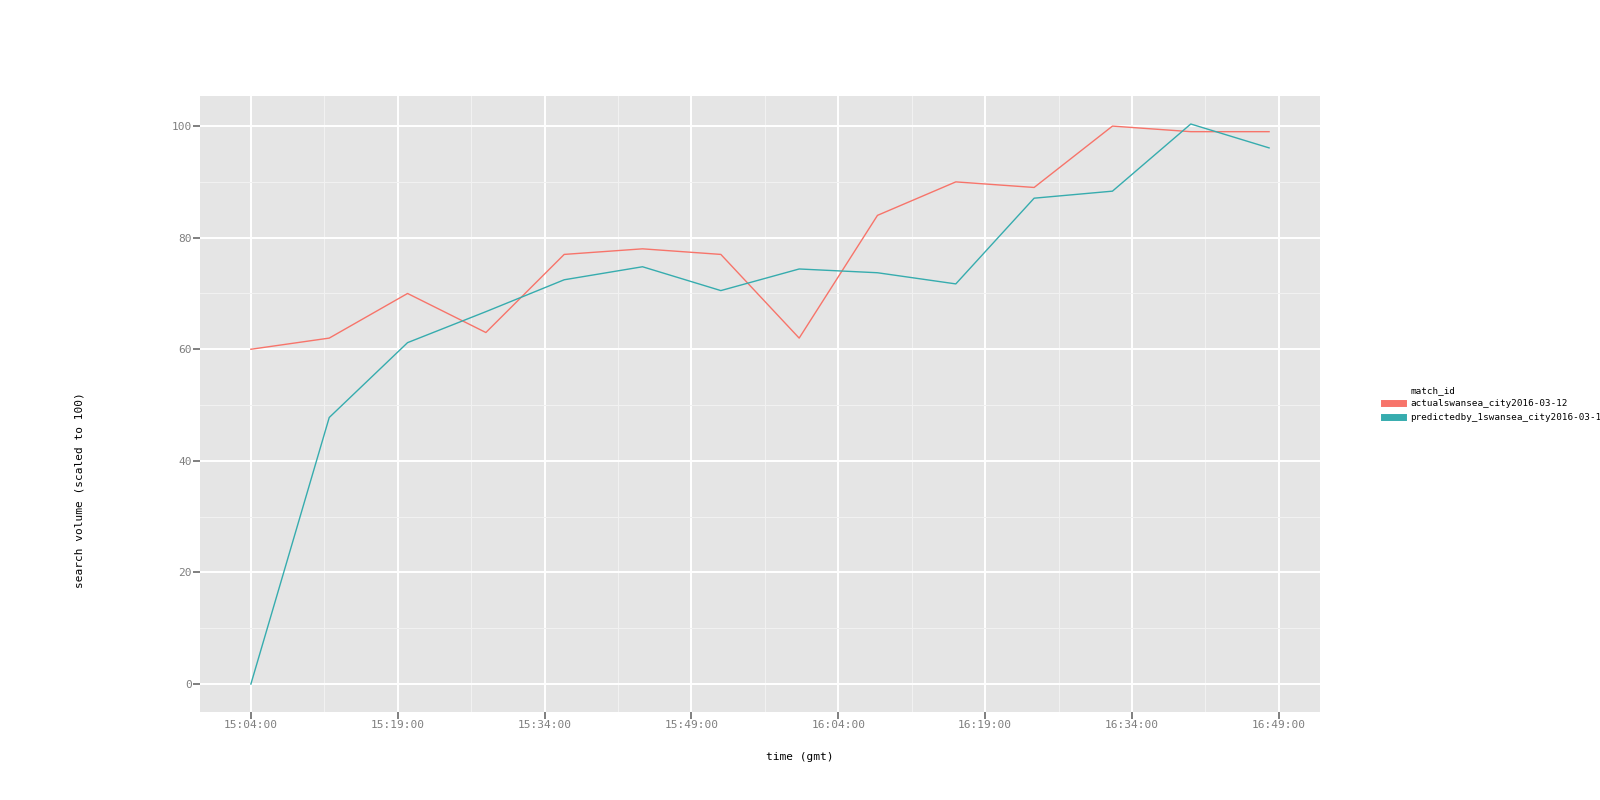 100
80
60
40
20
0
search volume (scaled to 100)
15:04:00 15:19:00 15:34:00 15:49:00 16:04:00 16:19:00 16:34:00 16:49:00
time (gmt)
match_id
actualswansea_city2016-03-12
predictedby_1swansea_city2016-03-1